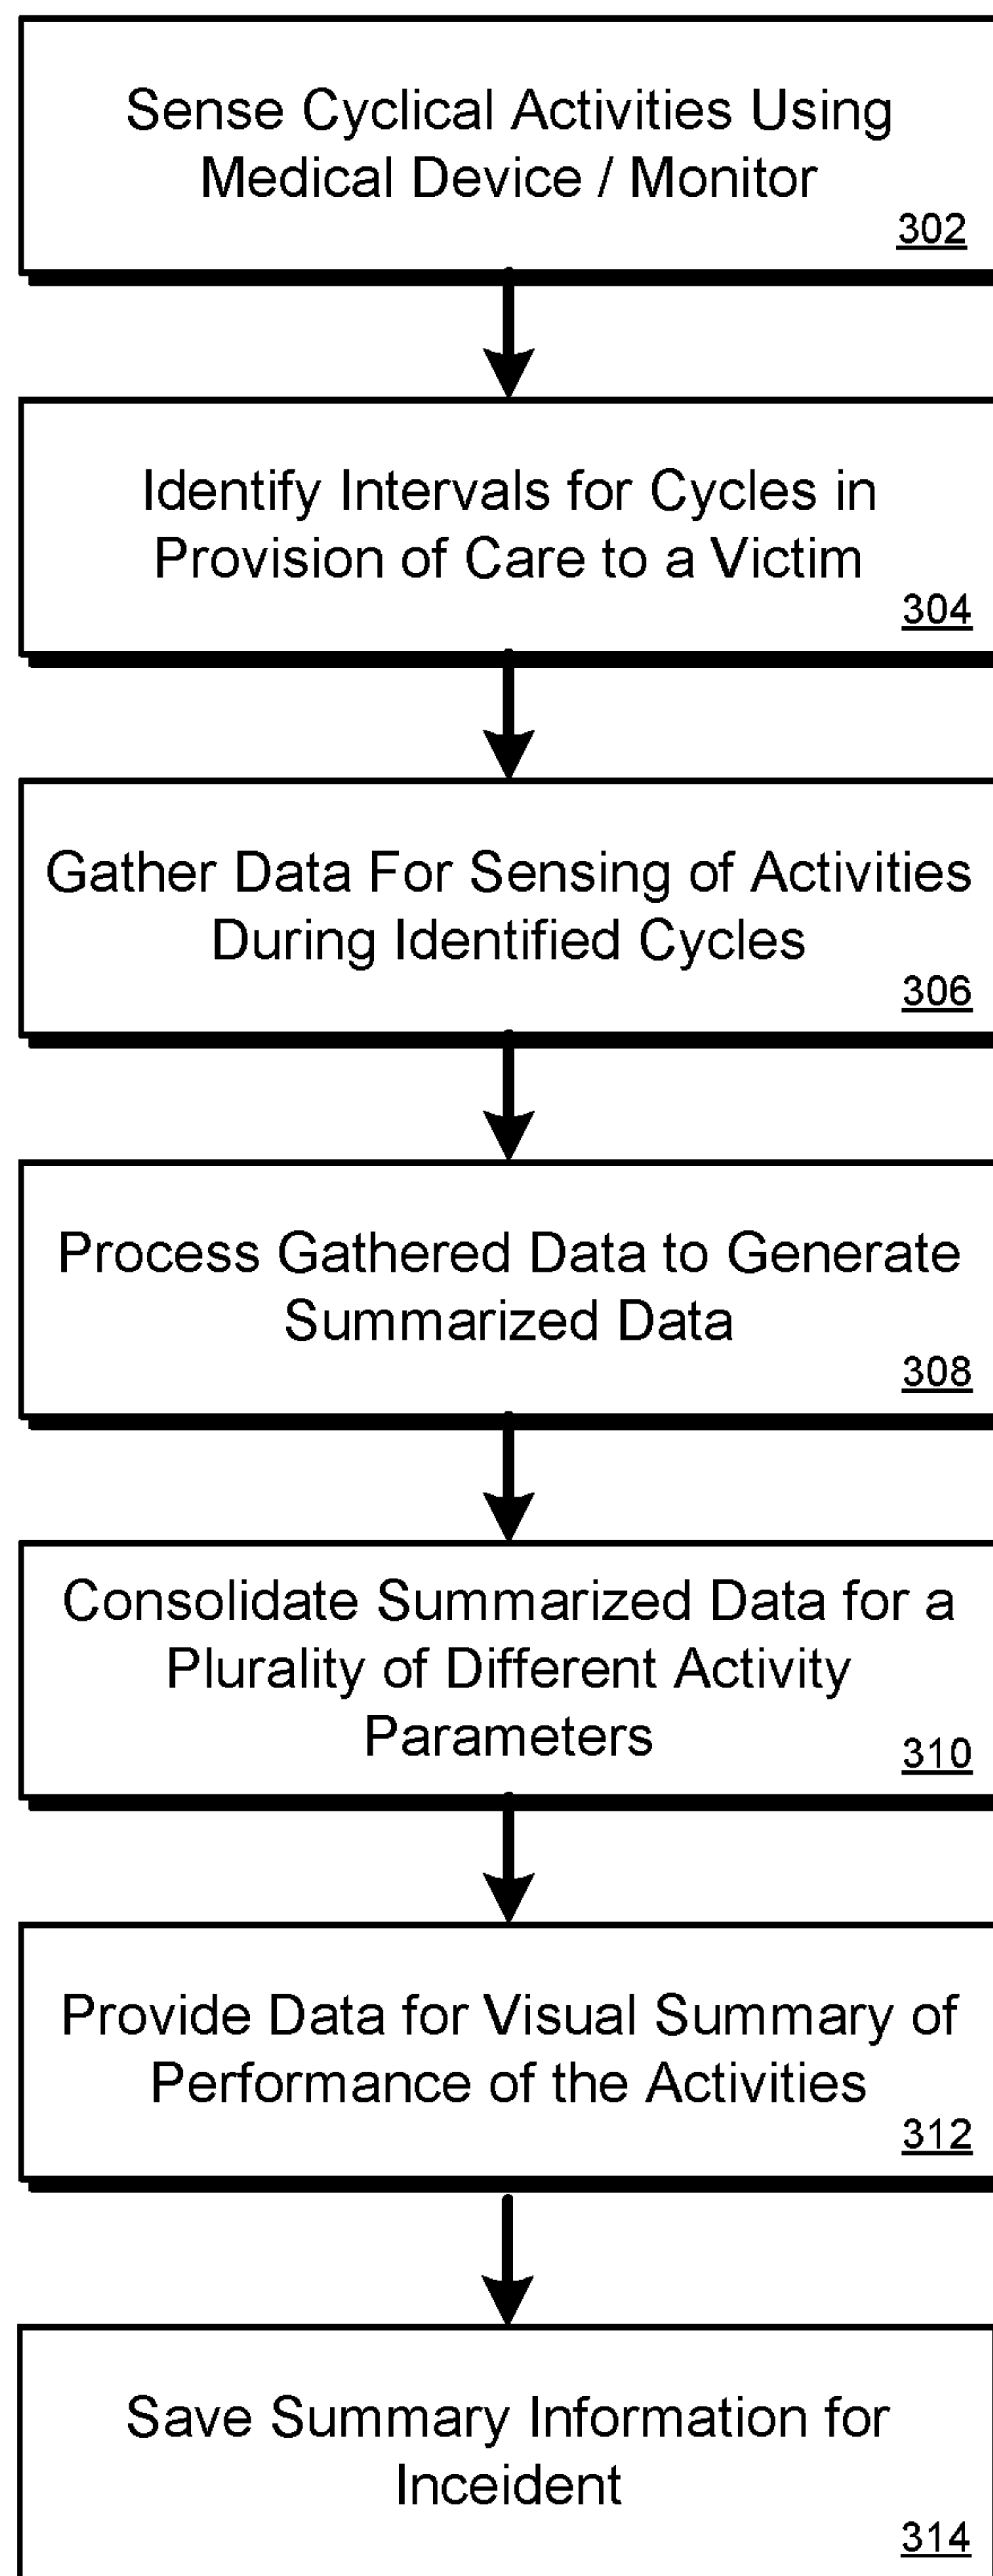 Sense Cyclical Activities Using
Medical Device / Monitor
302
Identify Intervals for Cycles in
Provision of Care to a Victim
304
Gather Data For Sensing of Activities
During Identified Cycles
306
Process Gathered Data to Generate
Summarized Data
308
Consolidate Summarized Data for a
Plurality of Different Activity
Parameters
310
Provide Data for Visual Summary of
Performance of the Activities
312
Save Summary Information for
Inceident
314